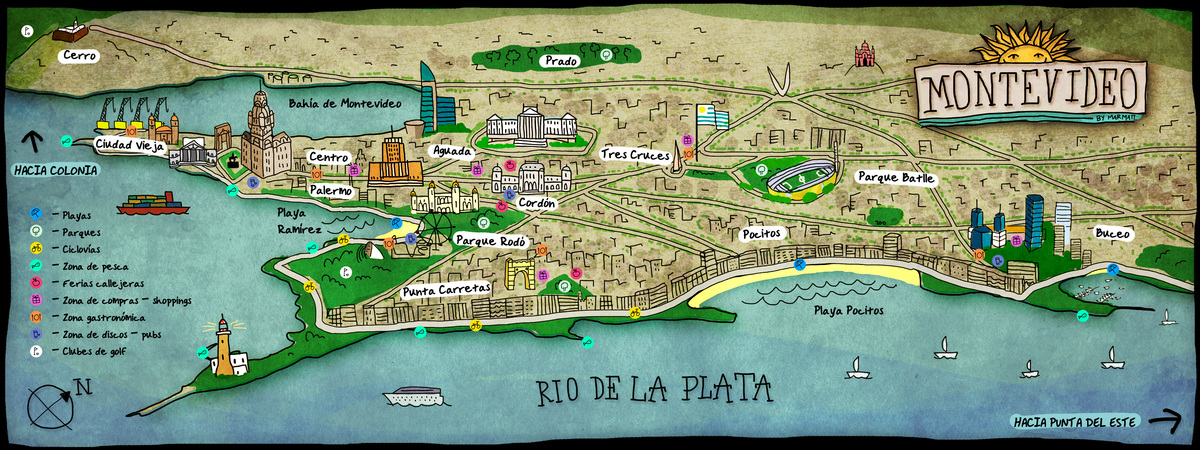 Cerro
Prado
MONTEVIDEO
BY MARMATT.
Bahía de Montevideo
Ciudad Vieja
HACIA COLONIA
Centro
Aguada
Tres Cruces
Parque Batlle
Palermo
Cordón
Playa
Ramírez
Parque Rodó
Pocitos
Buceo
Punta Carretas
Playa Pocitos
– Playas
– Parques
– Ciclovías
– Zona de pesca
– Ferias callejeras
– Zona de compras – shoppings
– Zona gastronómica
– Zona de discos – pubs
– Clubes de golf
N
RIO DE LA PLATA
HACIA PUNTA DEL ESTE